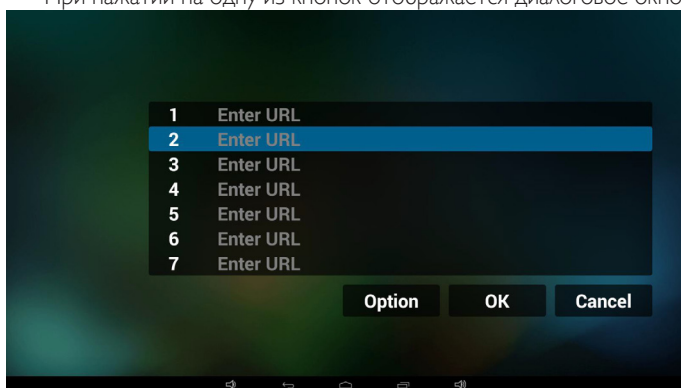 При нажатии на одну из кнопок отображается диалоговое окно
1 Enter URL
2 Enter URL
3 Enter URL
4 Enter URL
5 Enter URL
6 Enter URL
7 Enter URL
Option OK Cancel